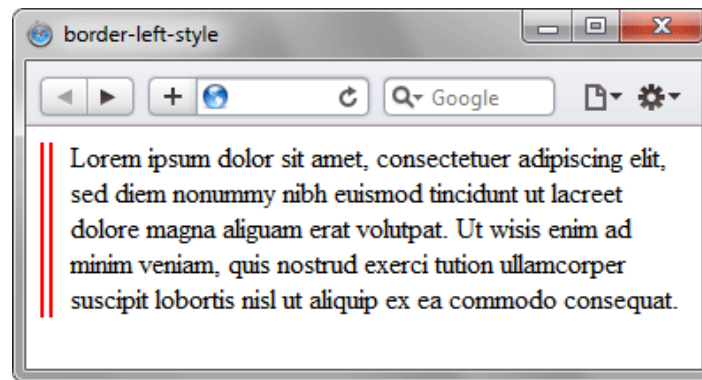 border-left-style
Google
Lorem ipsum dolor sit amet, consectetuer adipiscing elit,
sed diem nonummy nibh euismod tincidunt ut lacreet
dolore magna aliguam erat volutpat. Ut wisis enim ad
minim veniam, quis nostrud exerci tution ullamcorper
suscipit lobortis nisl ut aliquip ex ea commodo consequat.